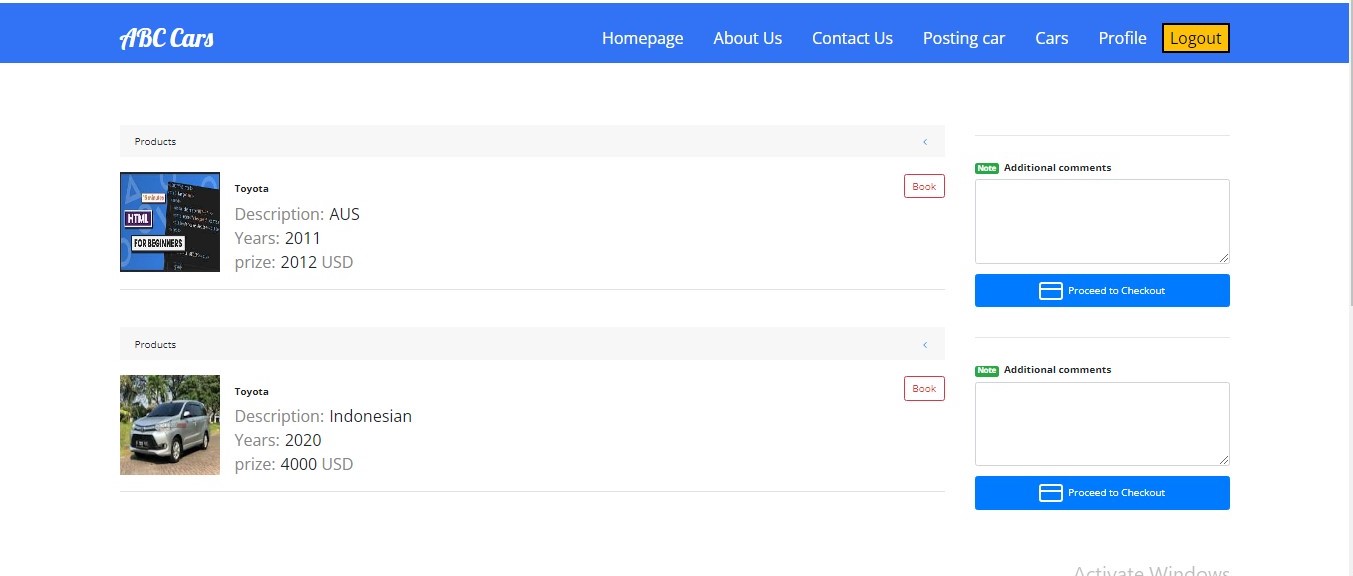 ABC Cars
Homepage About Us Contact Us Posting car Cars Profile Logout
Products
Toyota
Book
Description: AUS
Years: 2011
prize: 2012 USD
HTML
FOR BEGINNERS
Note Additional comments
Proceed to Checkout
Products
Toyota
Book
Description: Indonesian
Years: 2020
prize: 4000 USD
Note Additional comments
Proceed to Checkout
Activate Windows